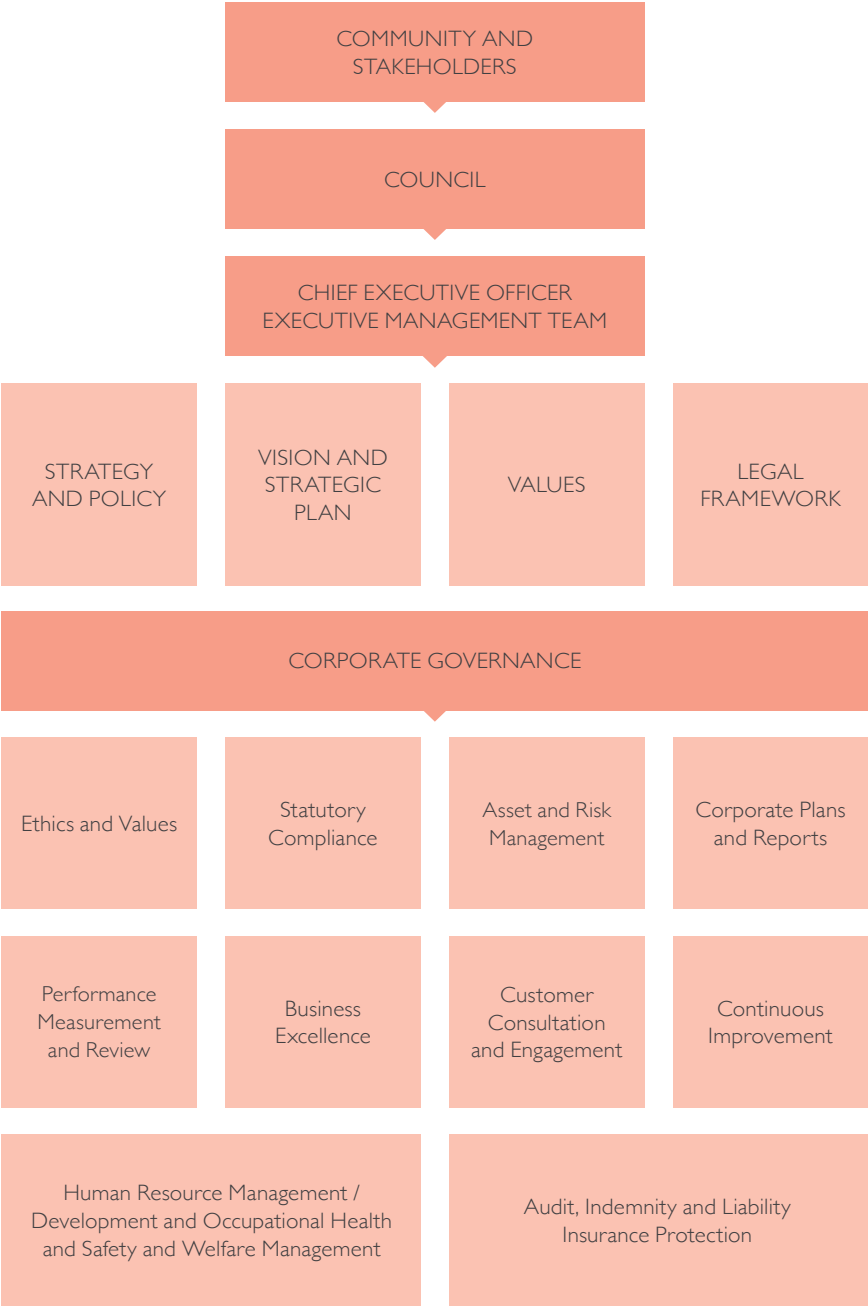 COMMUNITY AND
STAKEHOLDERS
COUNCIL
CHIEF EXECUTIVE OFFICER
EXECUTIVE MANAGEMENT TEAM
STRATEGY
AND POLICY
VISION AND
STRATEGIC
PLAN
VALUES
LEGAL
FRAMEWORK
CORPORATE GOVERNANCE
Ethics and Values
Statutory
Compliance
Asset and Risk
Management
Corporate Plans
and Reports
Performance
Measurement
and Review
Business
Excellence
Customer
Consultation
and Engagement
Continuous
Improvement
Human Resource Management /
Development and Occupational Health
and Safety and Welfare Management
Audit, Indemnity and Liability
Insurance Protection